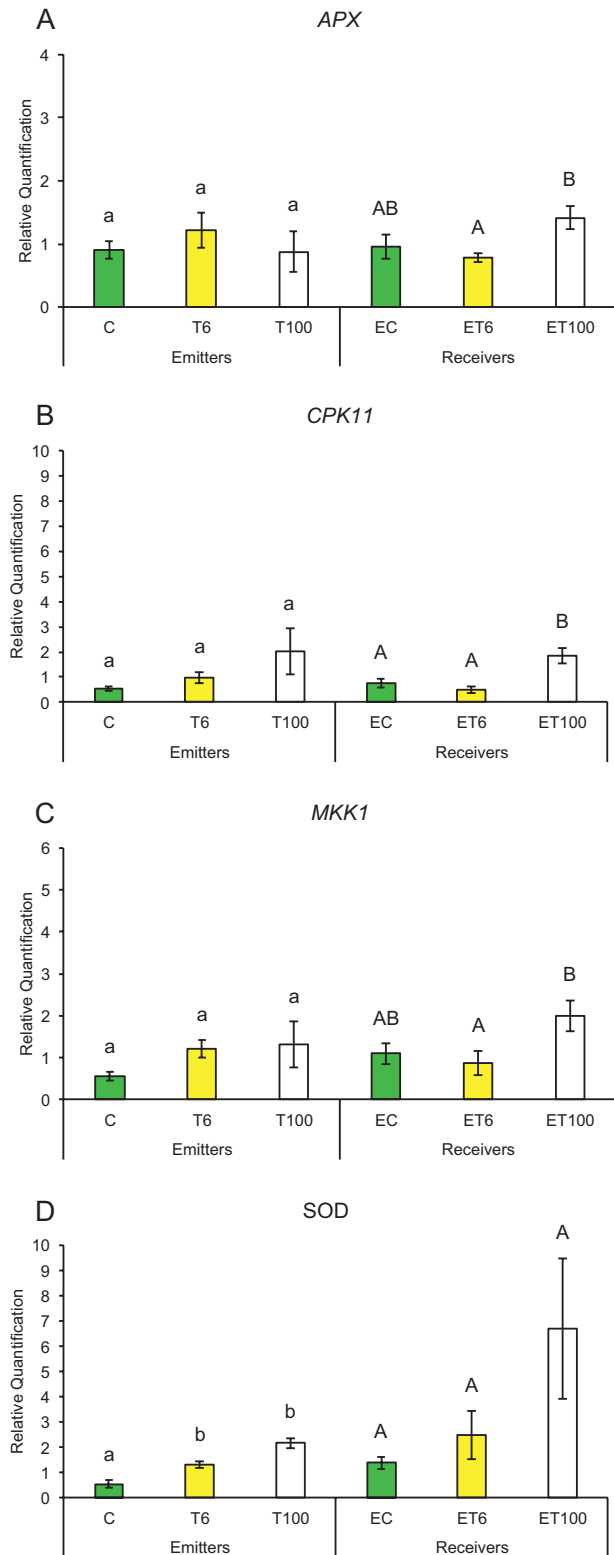 A
APX
4
3
2
1
0
Relative Quantification
a
a
a
AB
A
B
C T6 T100 EC ET6 ET100
Emitters Receivers
B
CPK11
10
9
8
7
6
5
4
3
2
1
0
Relative Quantification
a
a
a
A
A
B
C T6 T100 EC ET6 ET100
Emitters Receivers
C
MKK1
6
5
4
3
2
1
0
Relative Quantification
a
a
a
AB
A
B
C T6 T100 EC ET6 ET100
Emitters Receivers
D
SOD
10
9
8
7
6
5
4
3
2
1
0
Relative Quantification
a
b
b
A
A
A
C T6 T100 EC ET6 ET100
Emitters Receivers